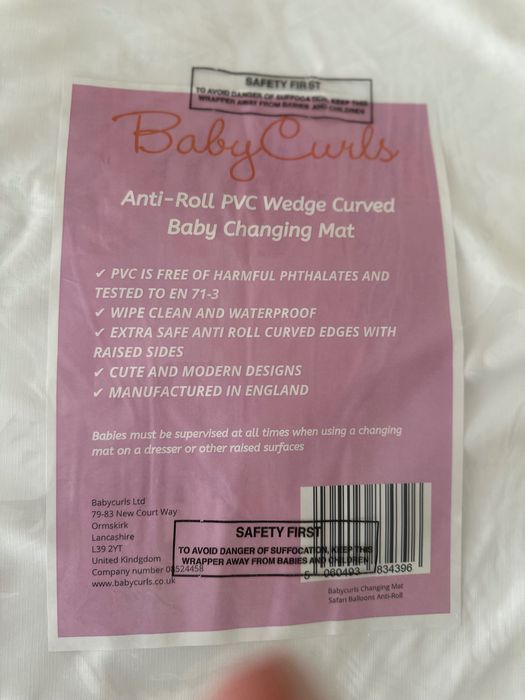 SAFETY FIRST
TO AVOID DANGER OF SUFFOCATION, KEEP THIS
WRAPPER AWAY FROM BABIES AND CHILDREN
BabyCurls
Anti-Roll PVC Wedge Curved
Baby Changing Mat
✔ PVC IS FREE OF HARMFUL PHTHALATES AND
TESTED TO EN 71-3
✔ WIPE CLEAN AND WATERPROOF
✔ EXTRA SAFE ANTI ROLL CURVED EDGES WITH
RAISED SIDES
✔ CUTE AND MODERN DESIGNS
✔ MANUFACTURED IN ENGLAND
Babies must be supervised at all times when using a changing
mat on a dresser or other raised surfaces
Babycurls Ltd
79-83 New Court Way
Ormskirk
Lancashire
L39 2YT
United Kindgdom
Company number 08524458
www.babycurls.co.uk
SAFETY FIRST
TO AVOID DANGER OF SUFFOCATION, KEEP THIS
WRAPPER AWAY FROM BABIES AND CHILDREN
5 060493 834396
Babycurls Changing Mat
Safari Balloons Anti-Roll